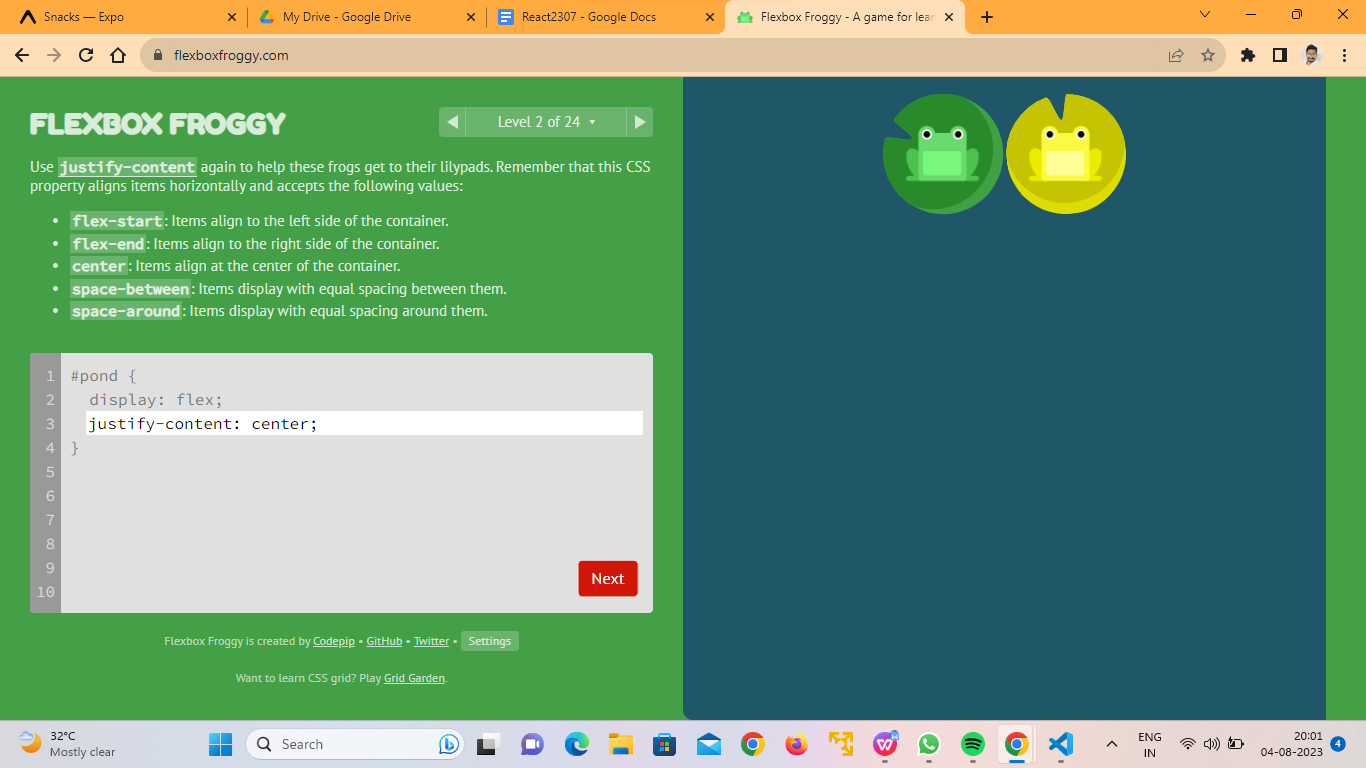 Snacks — Expo
My Drive - Google Drive
React2307 - Google Docs
Flexbox Froggy - A game for lear
flexboxfroggy.com
FLEXBOX FROGGY
Level 2 of 24
Use justify-content again to help these frogs get to their lilypads. Remember that this CSS
property aligns items horizontally and accepts the following values:
• flex-start: Items align to the left side of the container.
• flex-end: Items align to the right side of the container.
• center: Items align at the center of the container.
• space-between: Items display with equal spacing between them.
• space-around: Items display with equal spacing around them.
1 #pond {
2 display: flex;
3 justify-content: center;
4 }
5
6
7
8
9
10
Next
Flexbox Froggy is created by Codepip • GitHub • Twitter • Settings
Want to learn CSS grid? Play Grid Garden.
32°C
Mostly clear
Search
ENG
IN
20:01
04-08-2023
4